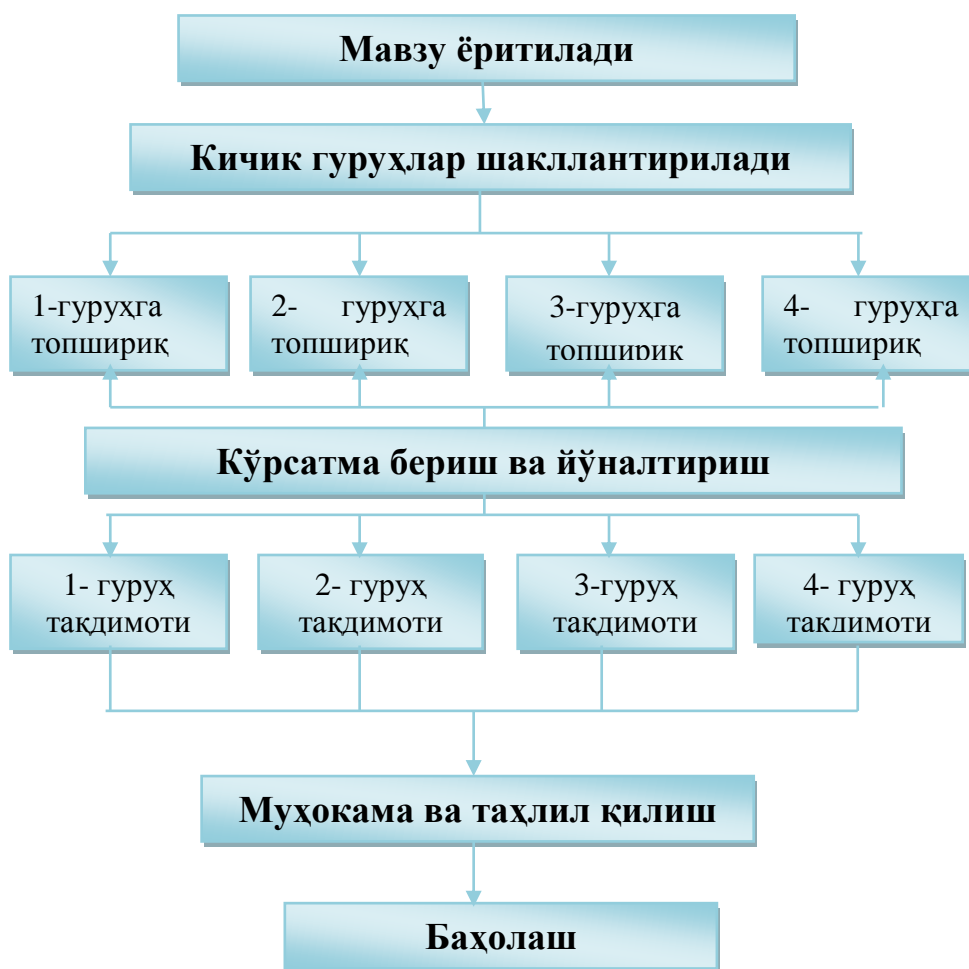 Мавзу ёритилади
Кичик гуруҳлар шакллантирилади
1-гуруҳга
топшириқ
2- гуруҳга
топшириқ
3-гуруҳга
топшириқ
4- гуруҳга
топшириқ
Кўрсатма бериш ва йўналтириш
1- гуруҳ
тақдимоти
2- гуруҳ
тақдимоти
3-гуруҳ
тақдимоти
4- гуруҳ
тақдимоти
Муҳокама ва таҳлил қилиш
Баҳолаш